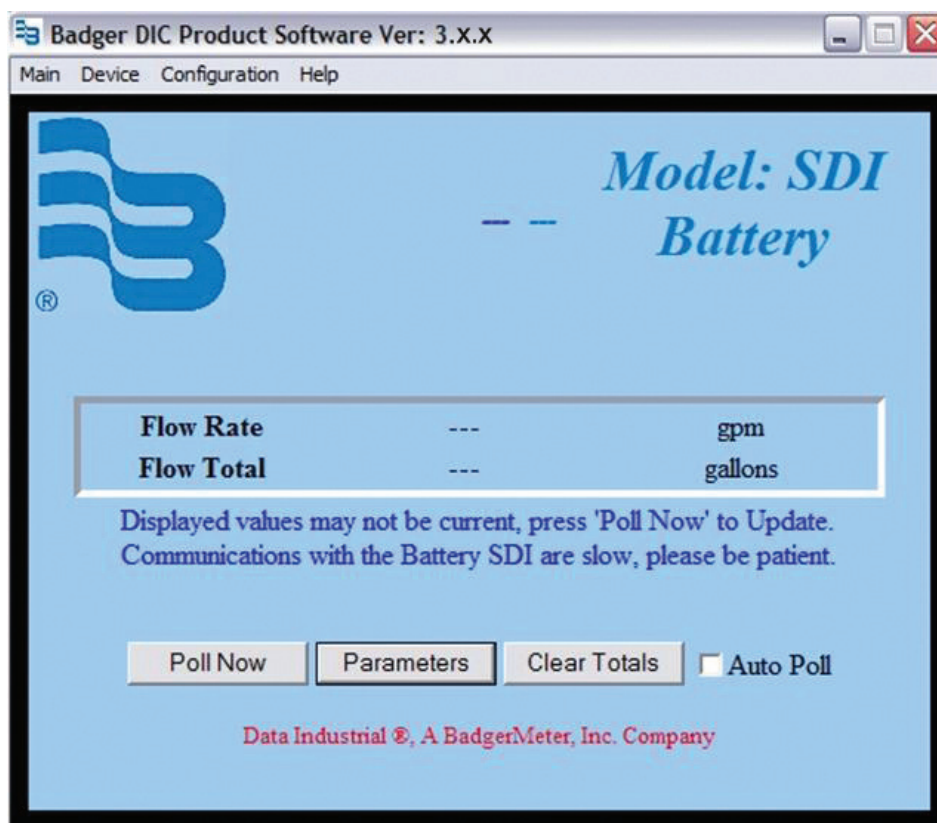 Badger DIC Product Software Ver: 3.x.x
Main Device Configuration Help
Model: SDI
--- --- Battery
®
Flow Rate --- gpm
Flow Total --- gallons
Displayed values may not be current, press 'Poll Now' to Update.
Communications with the Battery SDI are slow, please be patient.
Poll Now Parameters Clear Totals Auto Poll
Data Industrial ®, A BadgerMeter, Inc. Company